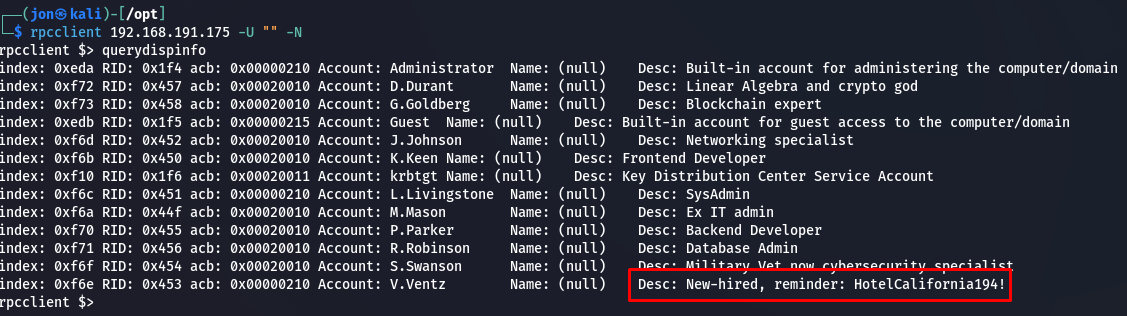 ┌──(jon㉿kali)-[/opt]
└─$ rpcclient 192.168.191.175 -U "" -N
rpcclient $> querydispinfo
index: 0xeda RID: 0x1f4 acb: 0x00000210 Account: Administrator  Name: (null)    Desc: Built-in account for administering the computer/domain
index: 0xf72 RID: 0x457 acb: 0x00020010 Account: D.Durant       Name: (null)    Desc: Linear Algebra and crypto god
index: 0xf73 RID: 0x458 acb: 0x00020010 Account: G.Goldberg     Name: (null)    Desc: Blockchain expert
index: 0xedb RID: 0x1f5 acb: 0x00000215 Account: Guest  Name: (null)    Desc: Built-in account for guest access to the computer/domain
index: 0xf6d RID: 0x452 acb: 0x00020010 Account: J.Johnson      Name: (null)    Desc: Networking specialist
index: 0xf6b RID: 0x450 acb: 0x00020010 Account: K.Keen Name: (null)    Desc: Frontend Developer
index: 0xf10 RID: 0x1f6 acb: 0x00020011 Account: krbtgt Name: (null)    Desc: Key Distribution Center Service Account
index: 0xf6c RID: 0x451 acb: 0x00000210 Account: L.Livingstone  Name: (null)    Desc: SysAdmin
index: 0xf6a RID: 0x44f acb: 0x00020010 Account: M.Mason        Name: (null)    Desc: Ex IT admin
index: 0xf70 RID: 0x455 acb: 0x00020010 Account: P.Parker       Name: (null)    Desc: Backend Developer
index: 0xf71 RID: 0x456 acb: 0x00020010 Account: R.Robinson     Name: (null)    Desc: Database Admin
index: 0xf6f RID: 0x454 acb: 0x00020010 Account: S.Swanson      Name: (null)    Desc: Military Vet now cybersecurity specialist
index: 0xf6e RID: 0x453 acb: 0x00000210 Account: V.Ventz        Name: (null)    Desc: New-hired, reminder: HotelCalifornia194!
rpcclient $>